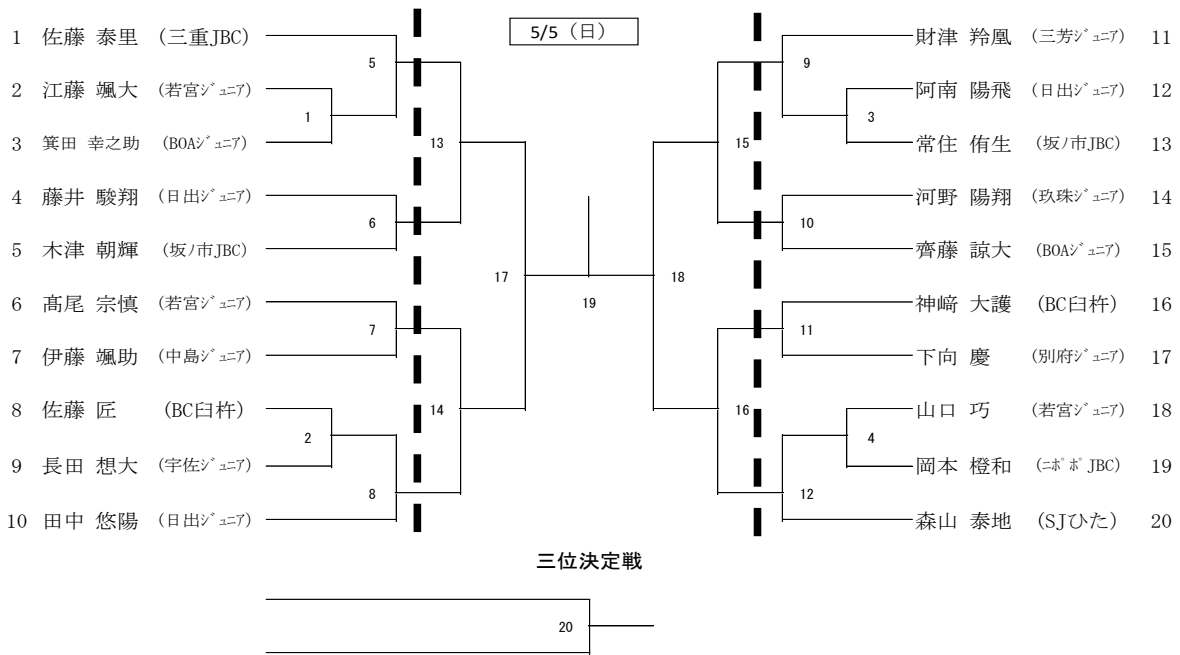 5/5（日）
1 佐藤 泰里 (三重JBC)
2 江藤 颯大 (若宮ｼﾞｭﾆｱ)
3 箕田 幸之助 (BOAｼﾞｭﾆｱ)
4 藤井 駿翔 (日出ｼﾞｭﾆｱ)
5 木津 朝輝 (坂ﾉ市JBC)
6 髙尾 宗慎 (若宮ｼﾞｭﾆｱ)
7 伊藤 颯助 (中島ｼﾞｭﾆｱ)
8 佐藤 匠 (BC臼杵)
9 長田 想大 (宇佐ｼﾞｭﾆｱ)
10 田中 悠陽 (日出ｼﾞｭﾆｱ)
1
2
5
6
7
8
13
14
17
19
18
15
16
9
10
11
12
3
4
財津 羚凰 (三芳ｼﾞｭﾆｱ) 11
阿南 陽飛 (日出ｼﾞｭﾆｱ) 12
常住 侑生 (坂ﾉ市JBC) 13
河野 陽翔 (玖珠ｼﾞｭﾆｱ) 14
齊藤 諒大 (BOAｼﾞｭﾆｱ) 15
神﨑 大護 (BC臼杵) 16
下向 慶 (別府ｼﾞｭﾆｱ) 17
山口 巧 (若宮ｼﾞｭﾆｱ) 18
岡本 橙和 (ﾆﾎﾟﾎﾟJBC) 19
森山 泰地 (SJひた) 20
三位決定戦
20